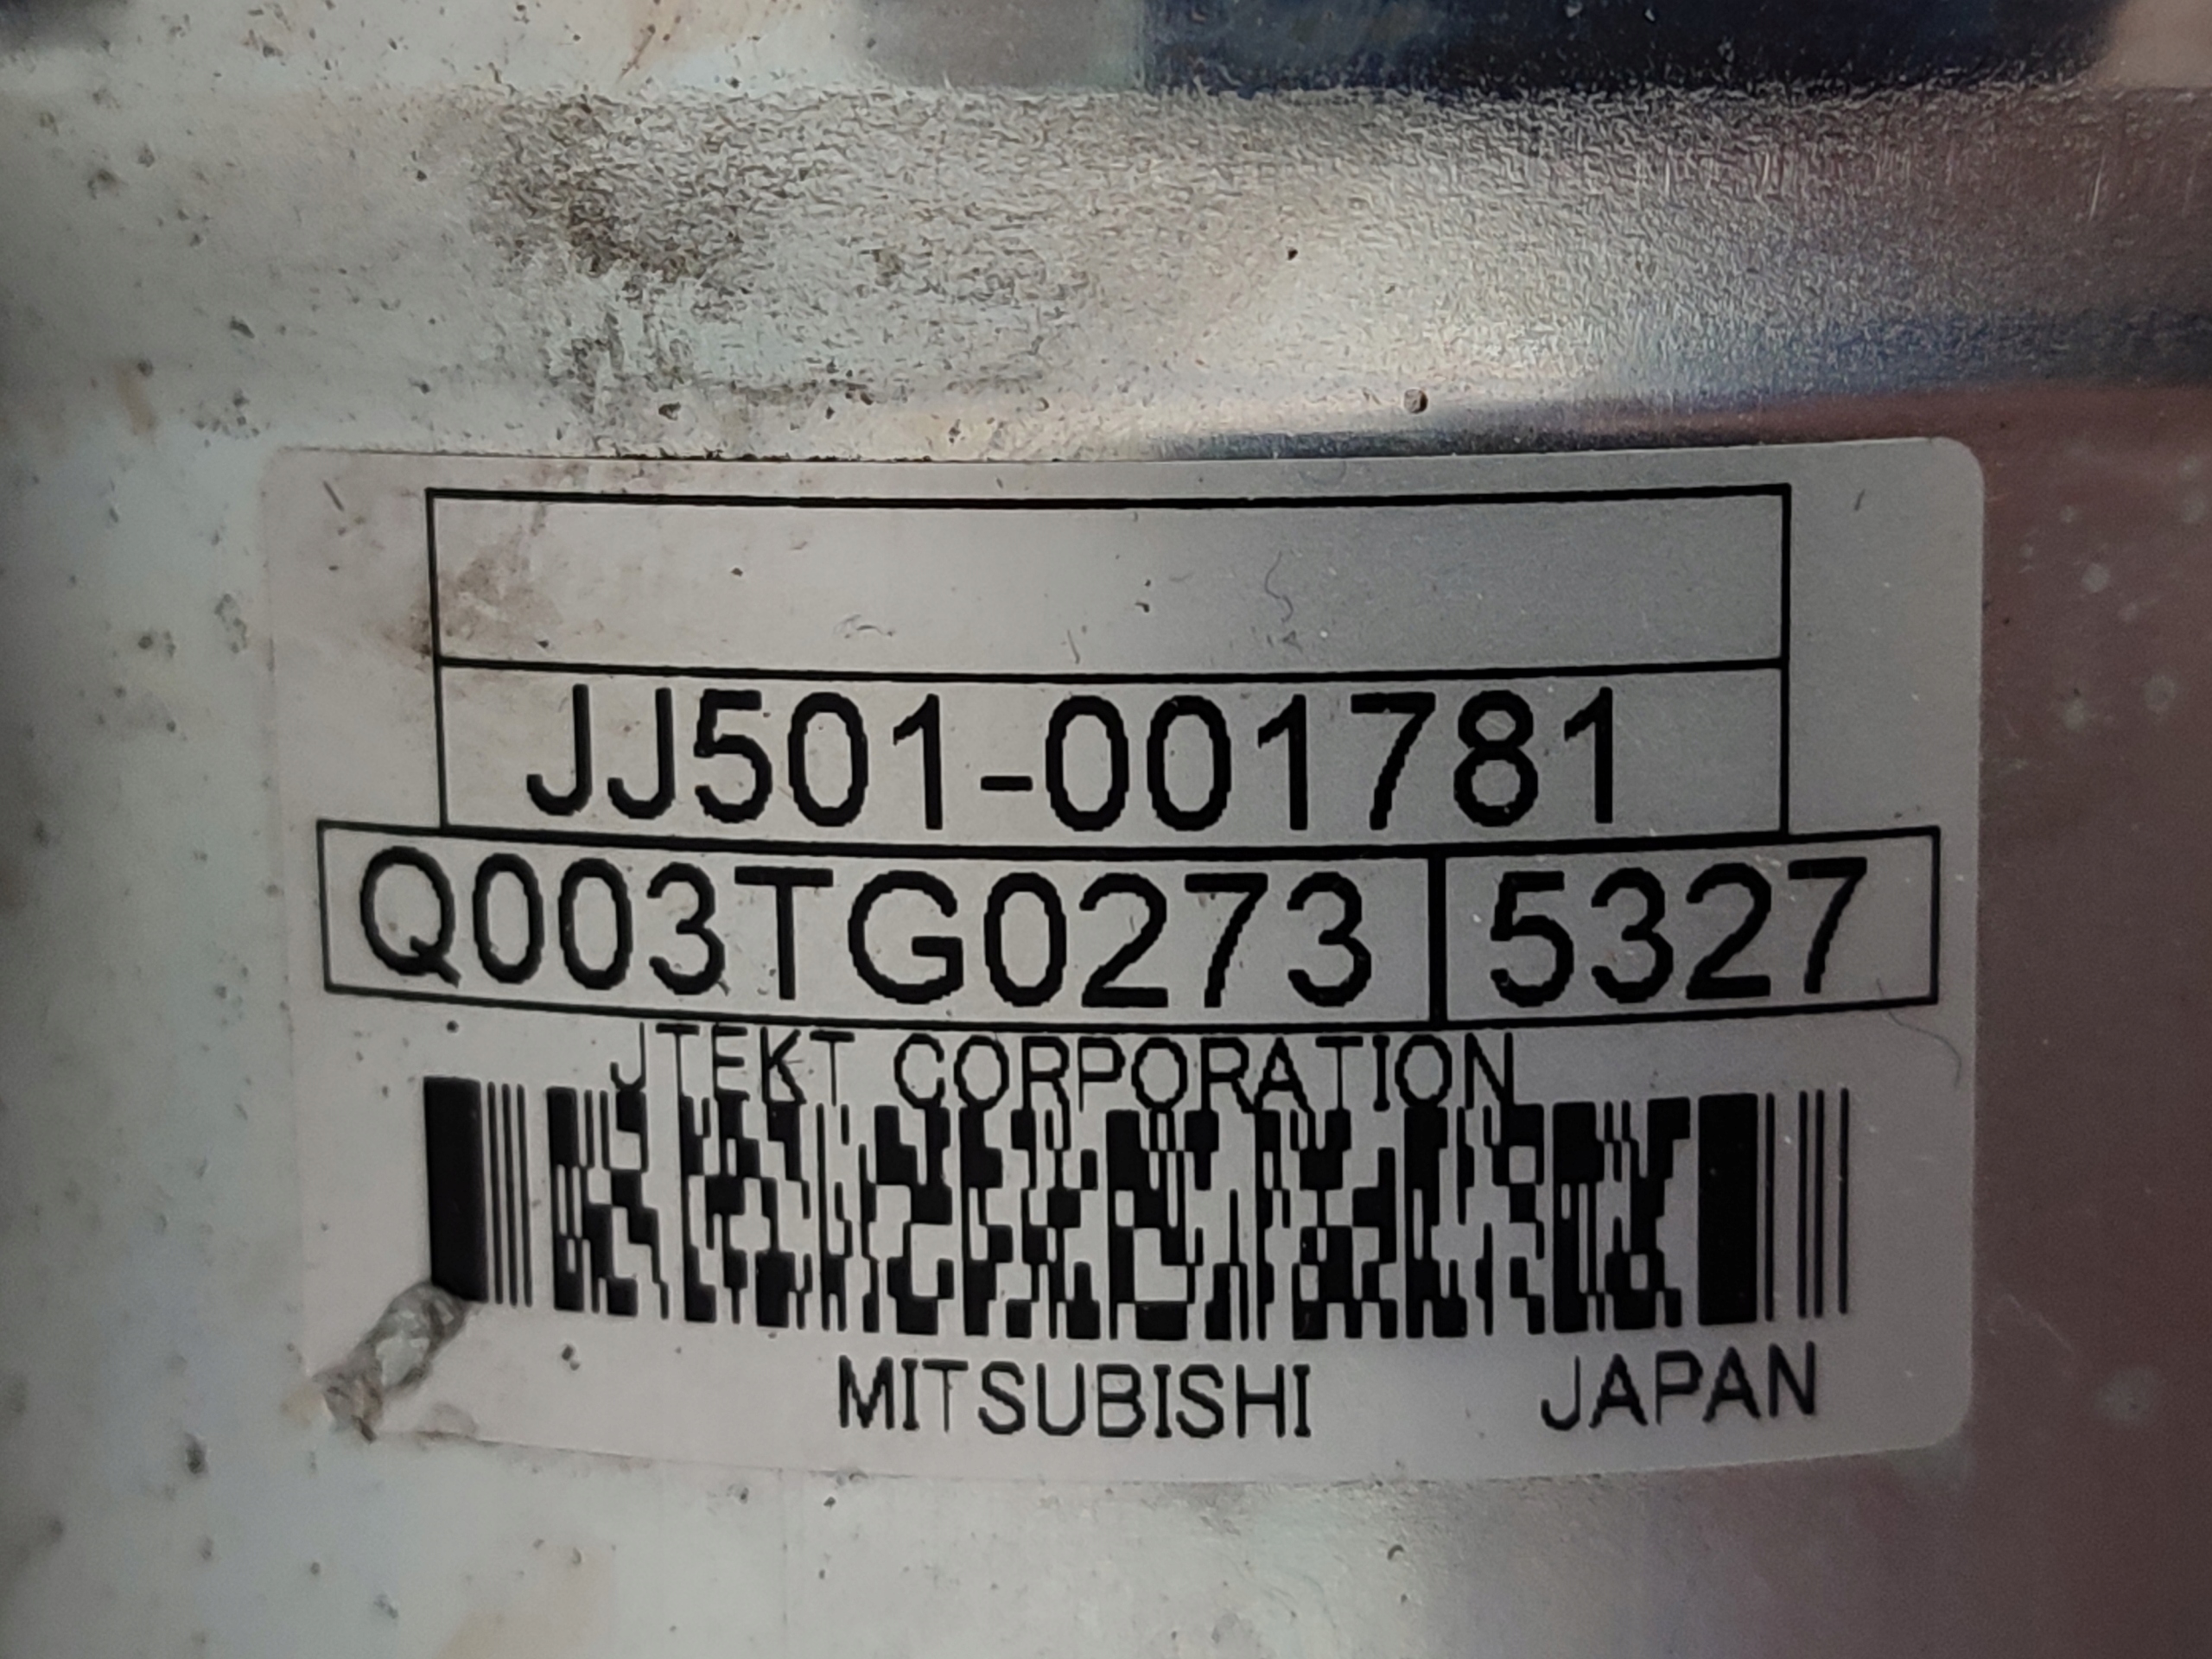 JJ501-001781
Q003TG0273 5327
JTEKT CORPORATION
MITSUBISHI JAPAN